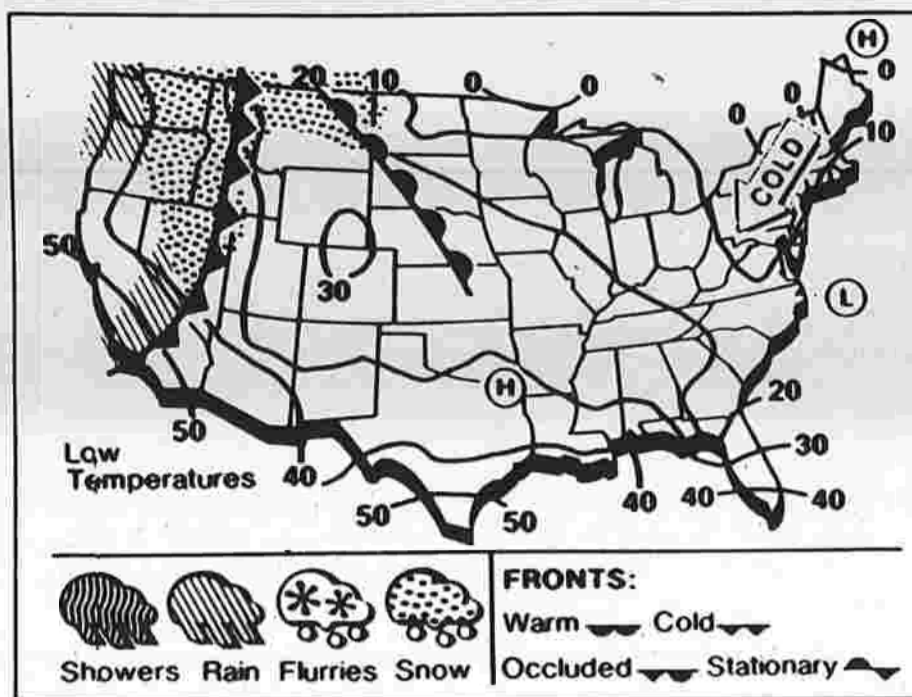 H
20 10 0 0 0 0 0
10
COLD
50
30
L
H
50
20
Low
Temperatures
40
30
50 50 40 40 40
FRONTS:
Warm Cold
Showers Rain Flurries Snow
Occluded Stationary